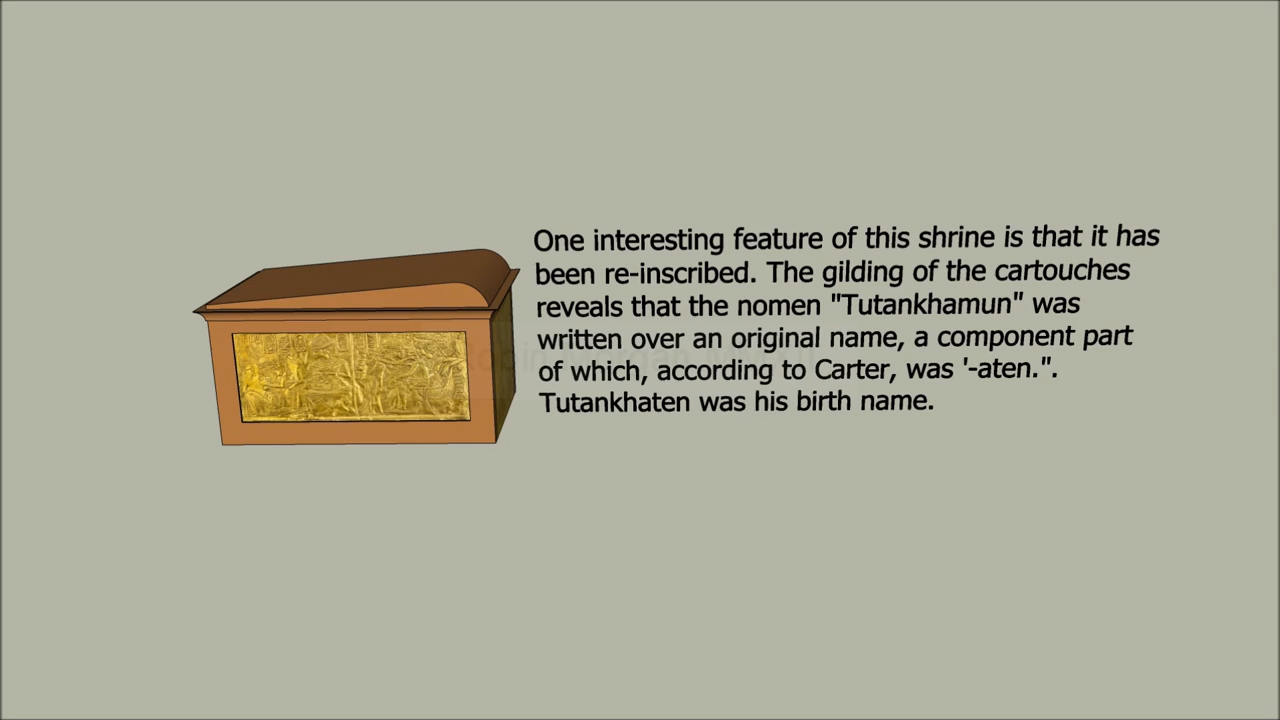 One interesting feature of this shrine is that it has
been re-inscribed. The gilding of the cartouches
reveals that the nomen "Tutankhamun" was
written over an original name, a component part
of which, according to Carter, was '-aten.".
Tutankhaten was his birth name.